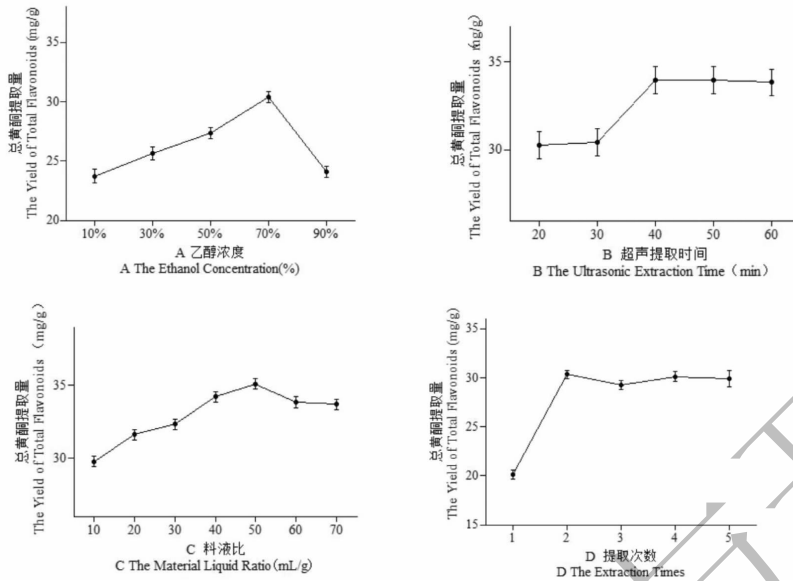 总黄酮提取量
The Yield of Total Flavonoids (mg/g)
35
30
25
20
10% 30% 50% 70% 90%
A 乙醇浓度
A The Ethanol Concentration(%)
总黄酮提取量
The Yield of Total Flavonoids (mg/g)
35
30
20 30 40 50 60
B 超声提取时间
B The Ultrasonic Extraction Time（min）
总黄酮提取量
The Yield of Total Flavonoids（mg/g）
35
30
10 20 30 40 50 60 70
C 料液比
C The Material Liquid Ratio(mL/g)
总黄酮提取量
The Yield of Total Flavonoids (mg/g)
35
30
25
20
15
1 2 3 4 5
D 提取次数
D The Extraction Times